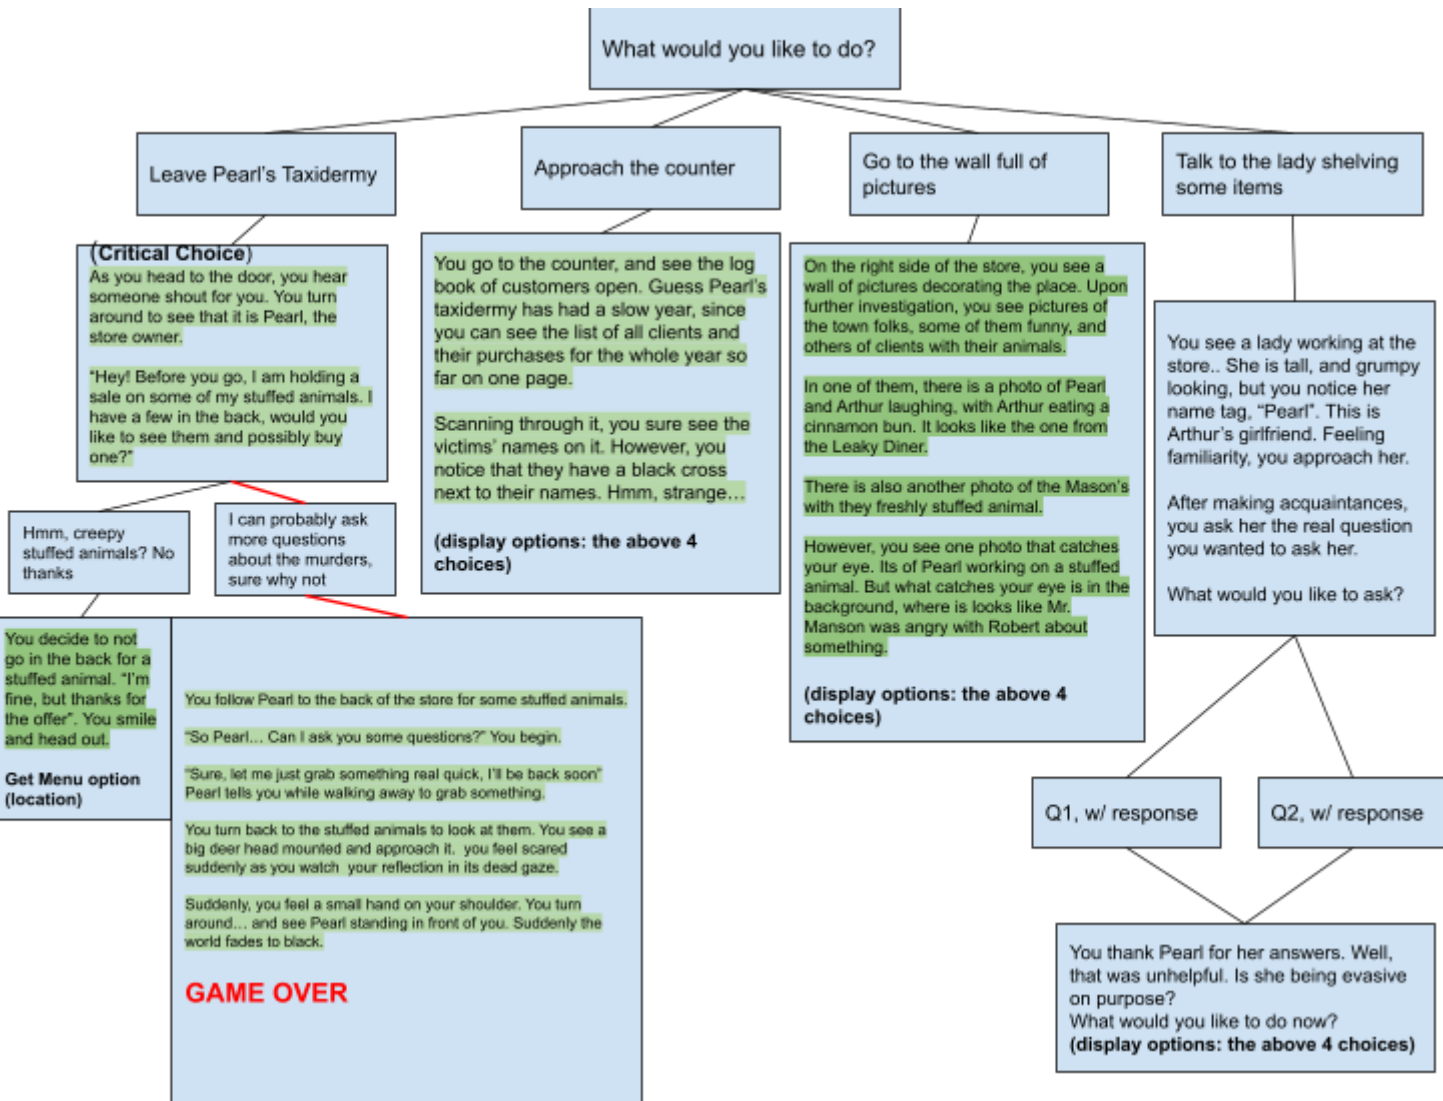 What would you like to do?
Leave Pearl's Taxidermy
Approach the counter
Go to the wall full of
pictures
Talk to the lady shelving
some items
(Critical Choice)
As you head to the door, you hear
someone shout for you. You turn
around to see that it is Pearl, the
store owner.
“Hey! Before you go, I am holding a
sale on some of my stuffed animals. I
have a few in the back, would you
like to see them and possibly buy
one?”
You go to the counter, and see the log
book of customers open. Guess Pearl's
taxidermy has had a slow year, since
you can see the list of all clients and
their purchases for the whole year so
far on one page.
Scanning through it, you sure see the
victims' names on it. However, you
notice that they have a black cross
next to their names. Hmm, strange…
(display options: the above 4
choices)
On the right side of the store, you see a
wall of pictures decorating the place. Upon
further investigation, you see pictures of
the town folks, some of them funny, and
others of clients with their animals.
In one of them, there is a photo of Pearl
and Arthur laughing, with Arthur eating a
cinnamon bun. It looks like the one from
the Leaky Diner.
There is also another photo of the Mason's
with they freshly stuffed animal.
However, you see one photo that catches
your eye. Its of Pearl working on a stuffed
animal. But what catches your eye is in the
background, where is looks like Mr.
Manson was angry with Robert about
something.
(display options: the above 4
choices)
You see a lady working at the
store.. She is tall, and grumpy
looking, but you notice her
name tag, “Pearl”. This is
Arthur's girlfriend. Feeling
familiarity, you approach her.
After making acquaintances,
you ask her the real question
you wanted to ask her.
What would you like to ask?
Hmm, creepy
stuffed animals? No
thanks
I can probably ask
more questions
about the murders,
sure why not
You decide to not
go in the back for a
stuffed animal. “I'm
fine, but thanks for
the offer”. You smile
and head out.
Get Menu option
(location)
You follow Pearl to the back of the store for some stuffed animals.
“So Pearl… Can I ask you some questions?” You begin.
“Sure, let me just grab something real quick, I'll be back soon”
Pearl tells you while walking away to grab something.
You turn back to the stuffed animals to look at them. You see a
big deer head mounted and approach it. you feel scared
suddenly as you watch your reflection in its dead gaze.
Suddenly, you feel a small hand on your shoulder. You turn
around… and see Pearl standing in front of you. Suddenly the
world fades to black.
GAME OVER
Q1, w/ response
Q2, w/ response
You thank Pearl for her answers. Well,
that was unhelpful. Is she being evasive
on purpose?
What would you like to do now?
(display options: the above 4 choices)